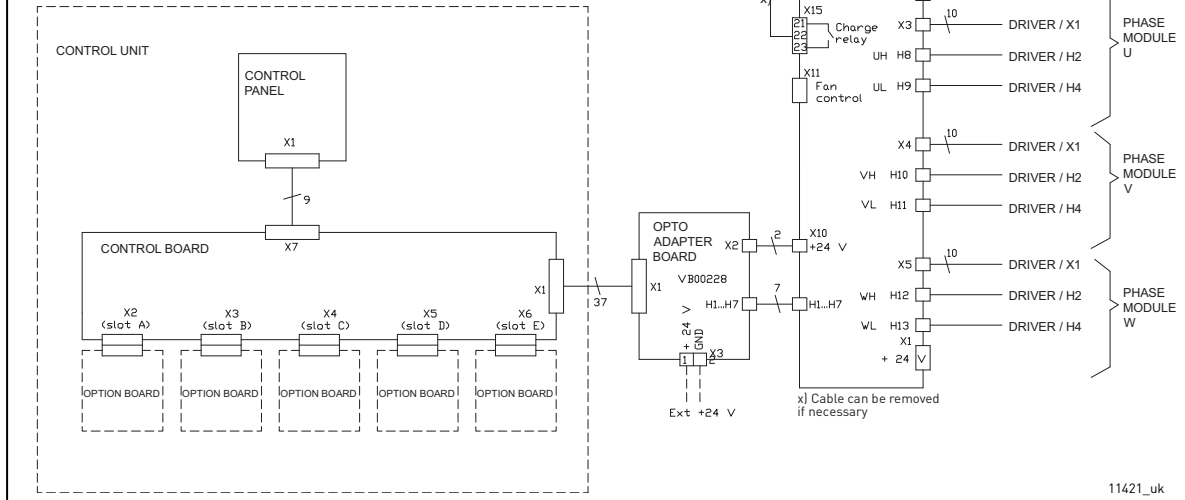 CONTROL UNIT
CONTROL
PANEL
X1
9
X7
CONTROL BOARD
X1
37
X2
(slot A)
X3
(slot B)
X4
(slot C)
X5
(slot D)
X6
(slot E)
OPTION BOARD
OPTION BOARD
OPTION BOARD
OPTION BOARD
OPTION BOARD
OPTO
ADAPTER
BOARD
VB00228
X1
X2
2
X10
+24 V
H1...H7
7
H1...H7
+ 24 V
GND
X3
1
2
Ext +24 V
x)
X15
21
22
23
Charge
relay
X11
Fan
control
X3
10
DRIVER / X1
UH H8
DRIVER / H2
UL H9
DRIVER / H4
PHASE
MODULE
U
X4
10
DRIVER / X1
VH H10
DRIVER / H2
VL H11
DRIVER / H4
PHASE
MODULE
V
X5
10
DRIVER / X1
WH H12
DRIVER / H2
WL H13
DRIVER / H4
PHASE
MODULE
W
X1
+ 24 V
x) Cable can be removed
if necessary
11421_uk